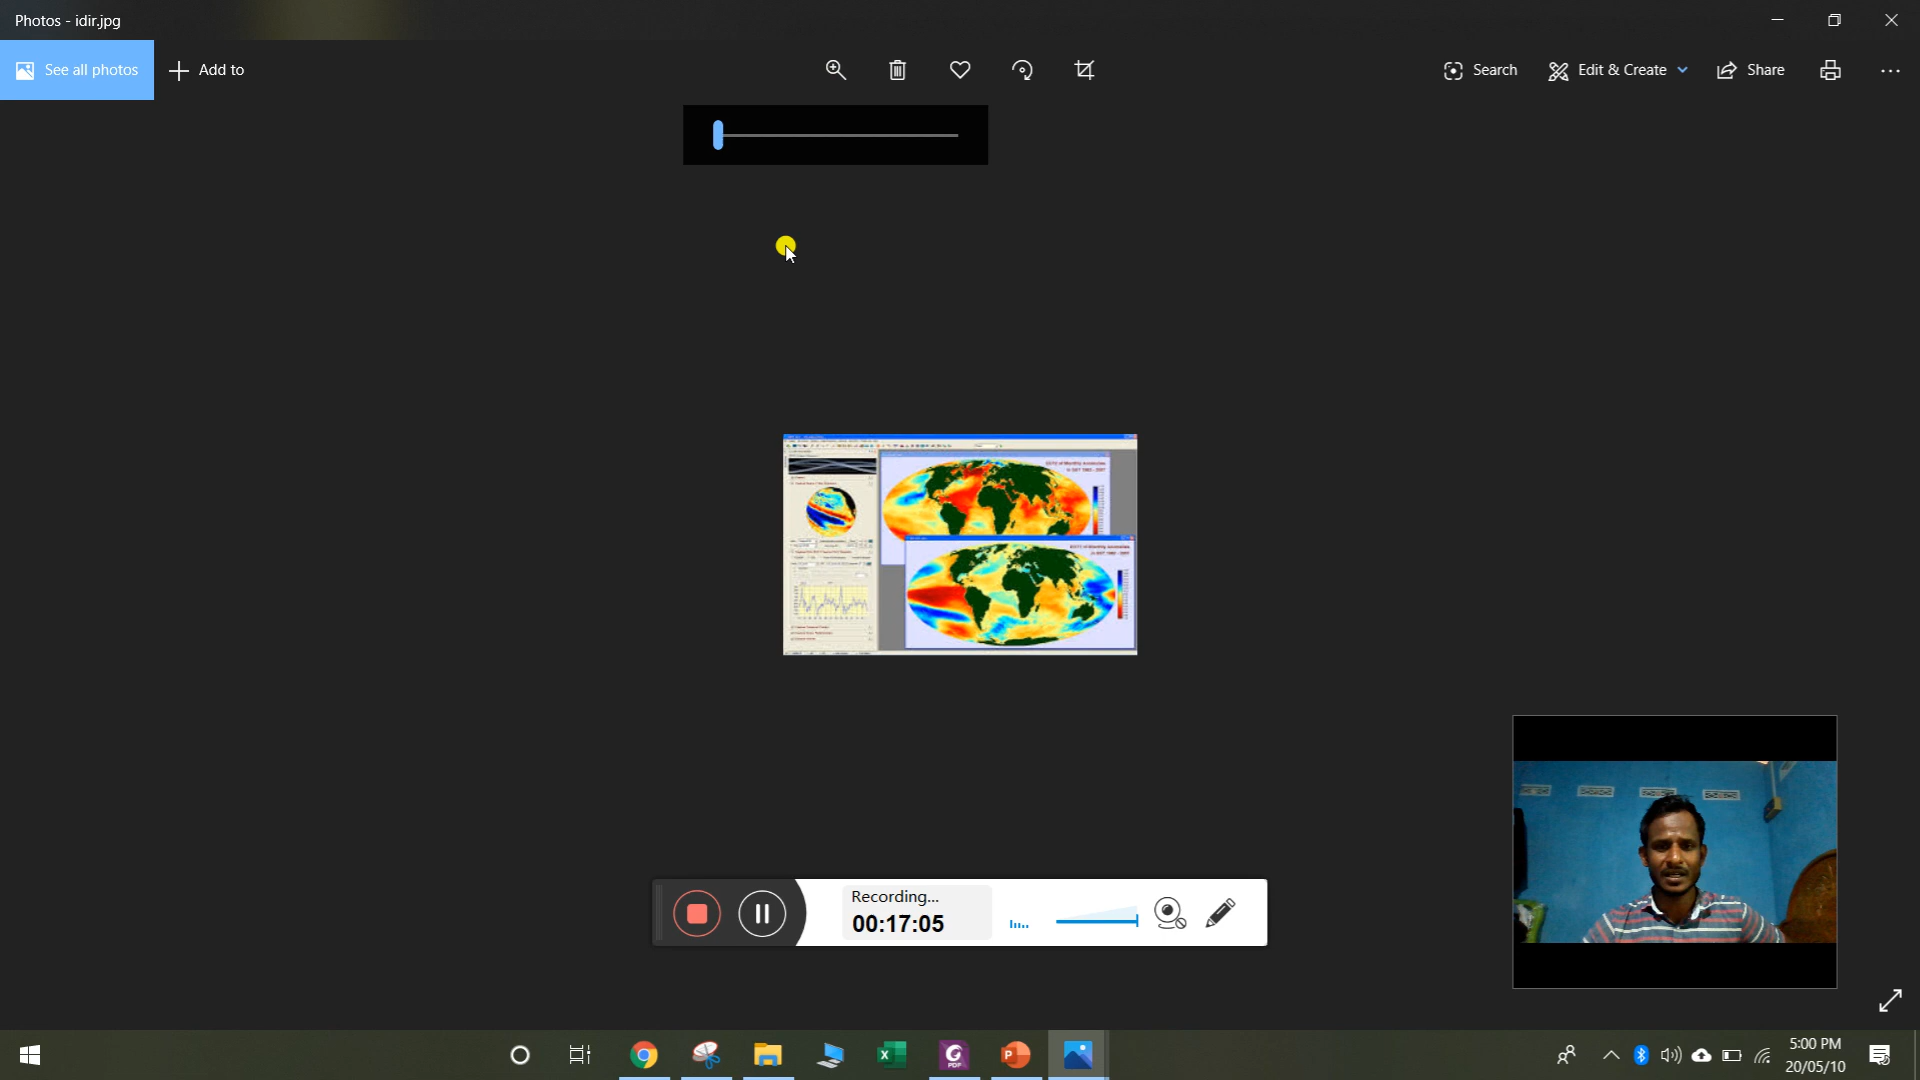 Photos - idir.jpg
See all photos
Add to
Search
Edit & Create
Share
Recording...
00:17:05
PDF
5:00 PM
20/05/10